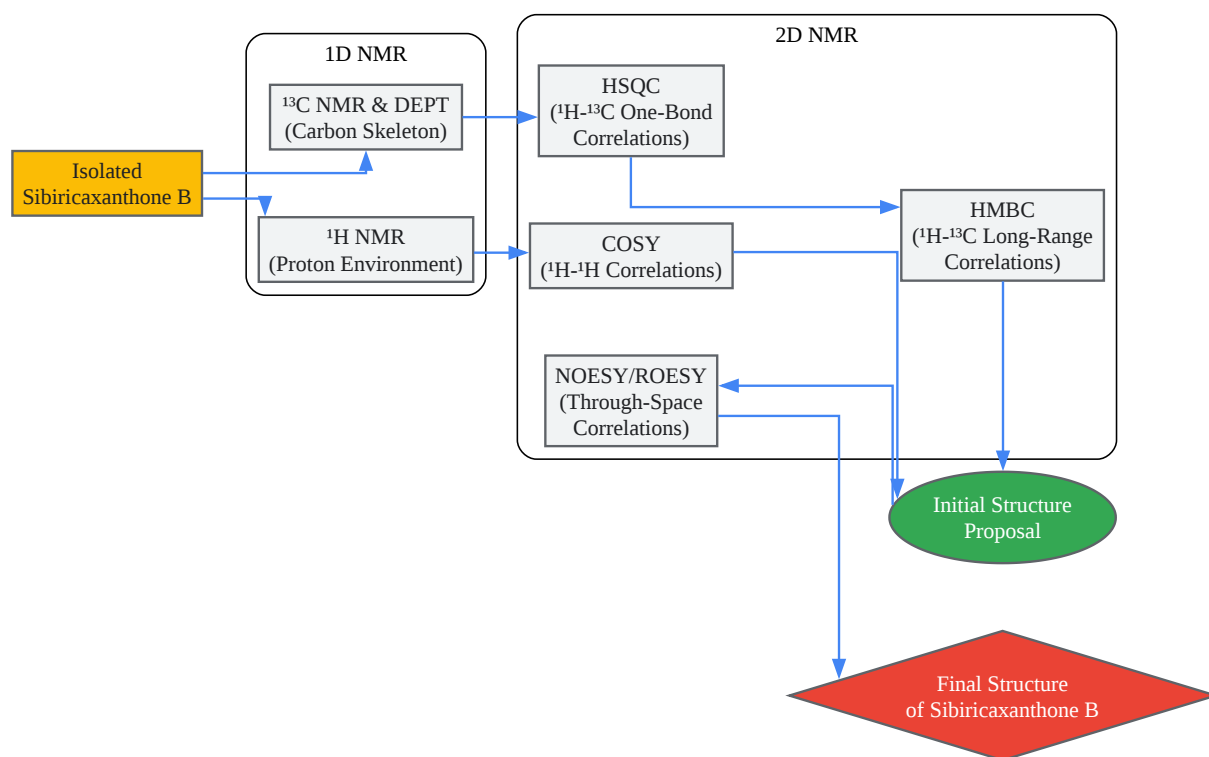 1D NMR
2D NMR
Isolated
Sibiricaxanthone B
¹³C NMR & DEPT
(Carbon Skeleton)
¹H NMR
(Proton Environment)
HSQC
(¹H-¹³C One-Bond
Correlations)
COSY
(¹H-¹H Correlations)
HMBC
(¹H-¹³C Long-Range
Correlations)
NOESY/ROESY
(Through-Space
Correlations)
Initial Structure
Proposal
Final Structure
of Sibiricaxanthone B